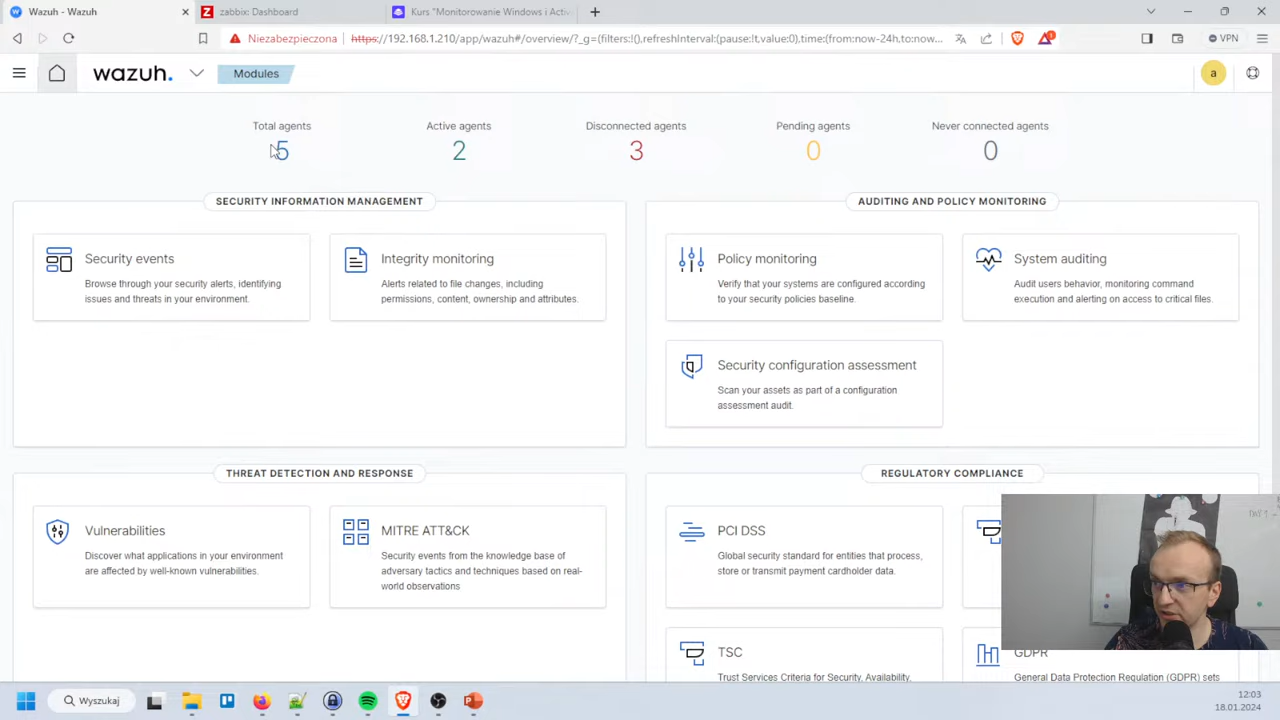 Wazuh - Wazuh
zabbix: Dashboard
Kurs "Monitorowanie Windows i Activ
Niezabezpieczona
https://192.168.1.210/app/wazuh#/overview/?_g=(filters:!(),refreshInterval:(pause:!t,value:0),time:(from:now-24h,to:now...
VPN
wazuh.
Modules
a
Total agents
5
Active agents
2
Disconnected agents
3
Pending agents
0
Never connected agents
0
SECURITY INFORMATION MANAGEMENT
Security events
Browse through your security alerts, identifying
issues and threats in your environment.
Integrity monitoring
Alerts related to file changes, including
permissions, content, ownership and attributes.
AUDITING AND POLICY MONITORING
Policy monitoring
Verify that your systems are configured according
to your security policies baseline.
System auditing
Audit users behavior, monitoring command
execution and alerting on access to critical files.
Security configuration assessment
Scan your assets as part of a configuration
assessment audit.
THREAT DETECTION AND RESPONSE
Vulnerabilities
Discover what applications in your environment
are affected by well-known vulnerabilities.
MITRE ATT&CK
Security events from the knowledge base of
adversary tactics and techniques based on real-
world observations
REGULATORY COMPLIANCE
PCI DSS
Global security standard for entities that process,
store or transmit payment cardholder data.
TSC
Trust Services Criteria for Security, Availability,
GDPR
General Data Protection Regulation (GDPR) sets
Wyszukaj
12:03
18.01.2024